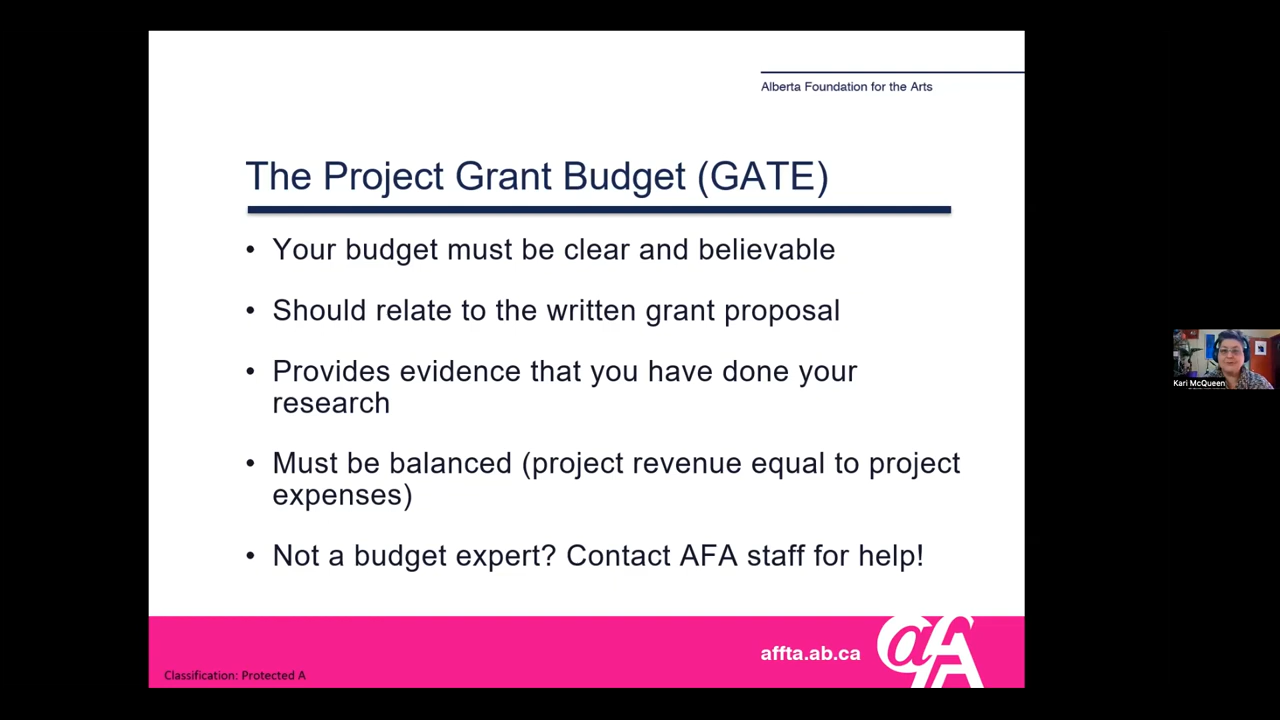 Alberta Foundation for the Arts
The Project Grant Budget (GATE)
• Your budget must be clear and believable
• Should relate to the written grant proposal
• Provides evidence that you have done your
research
• Must be balanced (project revenue equal to project
expenses)
• Not a budget expert? Contact AFA staff for help!
Kari McQueen
affta.ab.ca
afA
Classification: Protected A